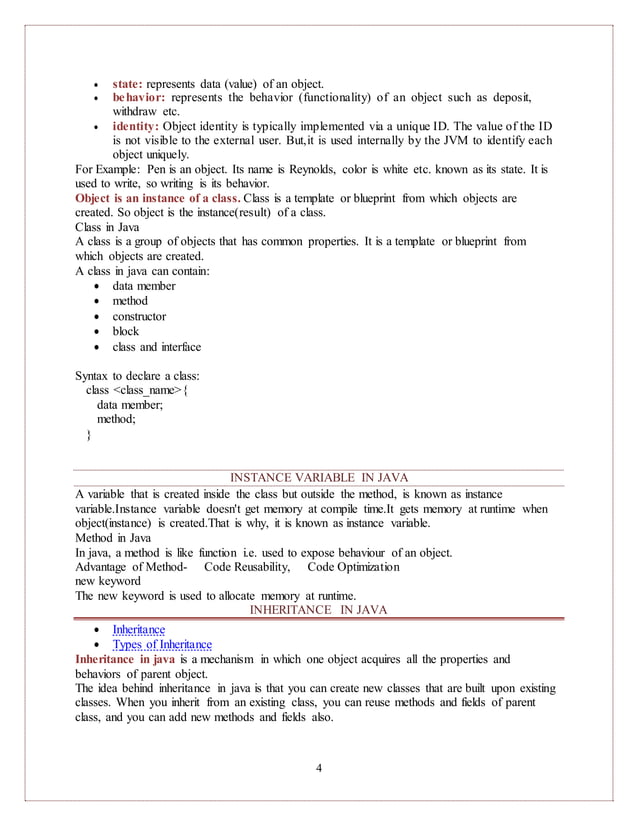 • state: represents data (value) of an object.
• behavior: represents the behavior (functionality) of an object such as deposit,
withdraw etc.
• identity: Object identity is typically implemented via a unique ID. The value of the ID
is not visible to the external user. But,it is used internally by the JVM to identify each
object uniquely.
For Example: Pen is an object. Its name is Reynolds, color is white etc. known as its state. It is
used to write, so writing is its behavior.
Object is an instance of a class. Class is a template or blueprint from which objects are
created. So object is the instance(result) of a class.
Class in Java
A class is a group of objects that has common properties. It is a template or blueprint from
which objects are created.
A class in java can contain:
• data member
• method
• constructor
• block
• class and interface
Syntax to declare a class:
class <class_name>{
data member;
method;
}
INSTANCE VARIABLE IN JAVA
A variable that is created inside the class but outside the method, is known as instance
variable.Instance variable doesn't get memory at compile time.It gets memory at runtime when
object(instance) is created.That is why, it is known as instance variable.
Method in Java
In java, a method is like function i.e. used to expose behaviour of an object.
Advantage of Method- Code Reusability, Code Optimization
new keyword
The new keyword is used to allocate memory at runtime.
INHERITANCE IN JAVA
• Inheritance
• Types of Inheritance
Inheritance in java is a mechanism in which one object acquires all the properties and
behaviors of parent object.
The idea behind inheritance in java is that you can create new classes that are built upon existing
classes. When you inherit from an existing class, you can reuse methods and fields of parent
class, and you can add new methods and fields also.
4